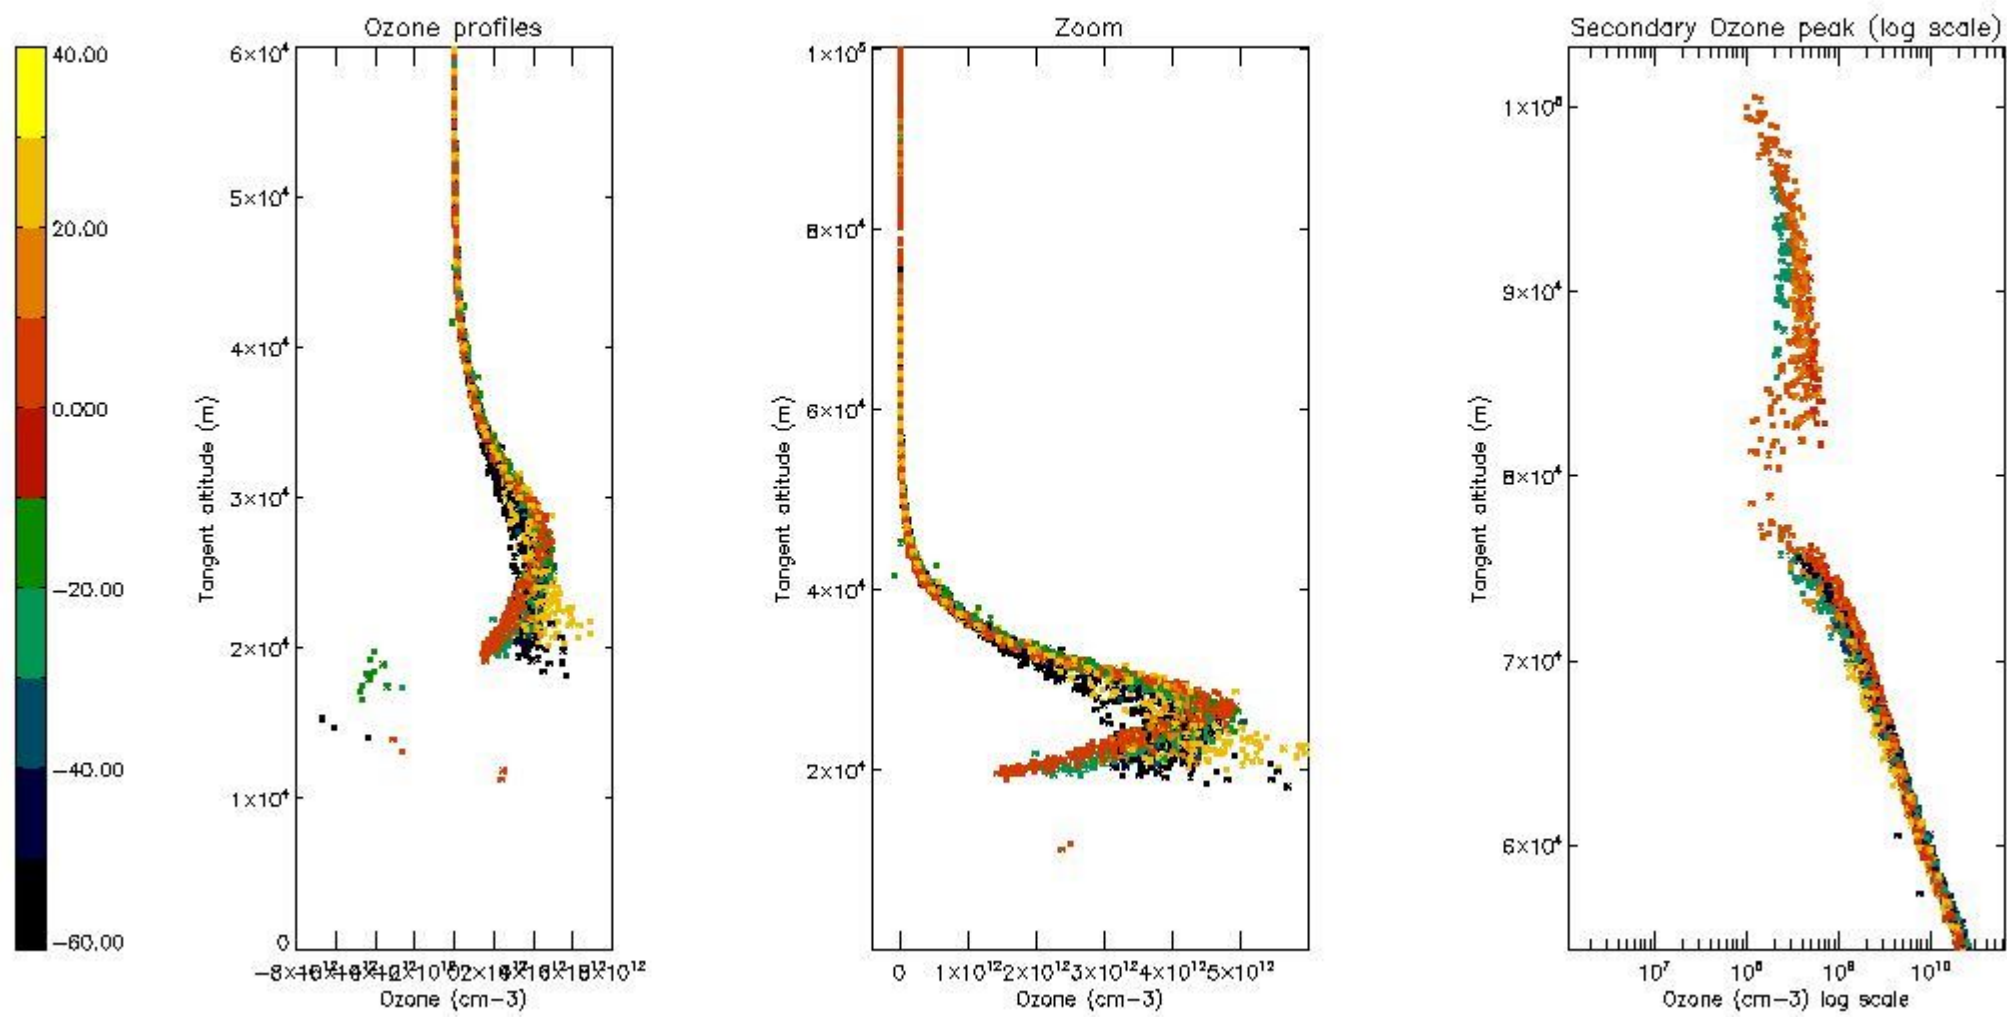 Ozone profiles
Zoom
Secondary Ozone peak (log scale)
40.00
20.00
0.000
−20.00
−40.00
−60.00
6×10⁴
5×10⁴
4×10⁴
3×10⁴
2×10⁴
1×10⁴
0
Tangent altitude (m)
Ozone (cm−3)
1×10⁵
8×10⁴
6×10⁴
4×10⁴
2×10⁴
Tangent altitude (m)
0 1×10¹² 2×10¹² 3×10¹² 4×10¹² 5×10¹²
Ozone (cm−3)
1×10⁵
9×10⁴
8×10⁴
7×10⁴
6×10⁴
Tangent altitude (m)
10⁷ 10⁸ 10⁹ 10¹⁰
Ozone (cm−3) log scale